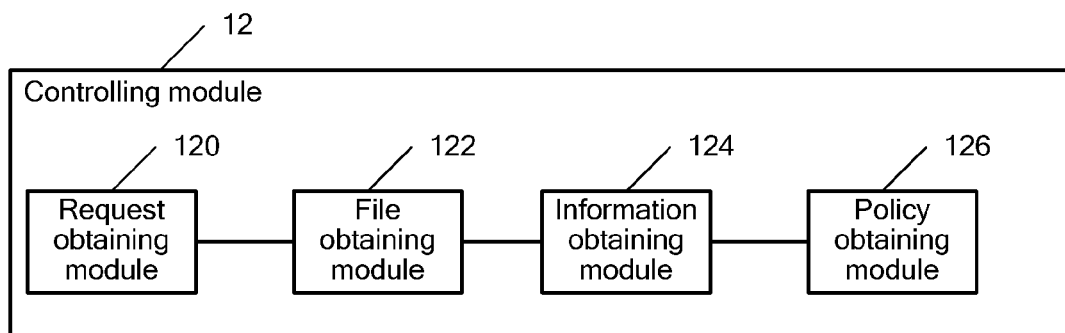 12
Controlling module
120
122
124
126
Request
obtaining
module
File
obtaining
module
Information
obtaining
module
Policy
obtaining
module